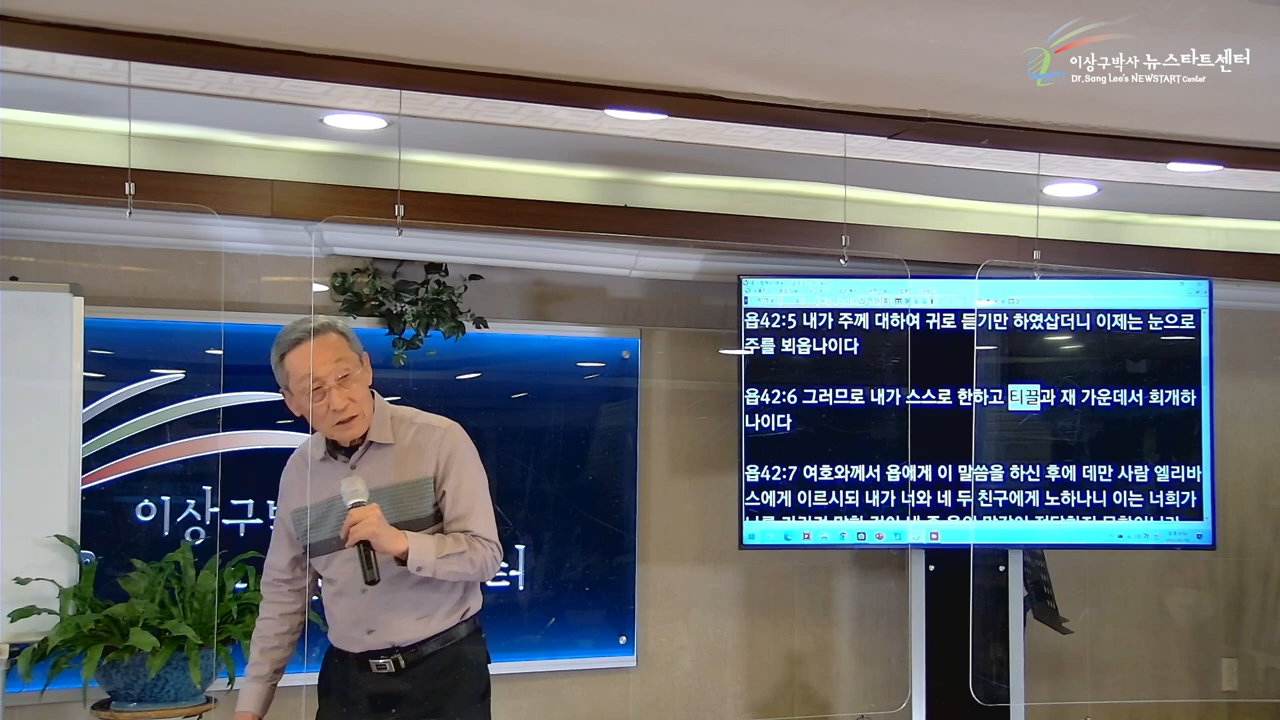 이상구박사 뉴스타트센터
Dr.Sang Lee's NEWSTART Center
욥42:5 내가 주께 대하여 귀로 듣기만 하였삽더니 이제는 눈으로
주를 뵈옵나이다
욥42:6 그러므로 내가 스스로 한하고 티끌과 재 가운데서 회개하
나이다
욥42:7 여호와께서 욥에게 이 말씀을 하신 후에 데만 사람 엘리바
스에게 이르시되 내가 너와 네 두 친구에게 노하나니 이는 너희가
이상구
터